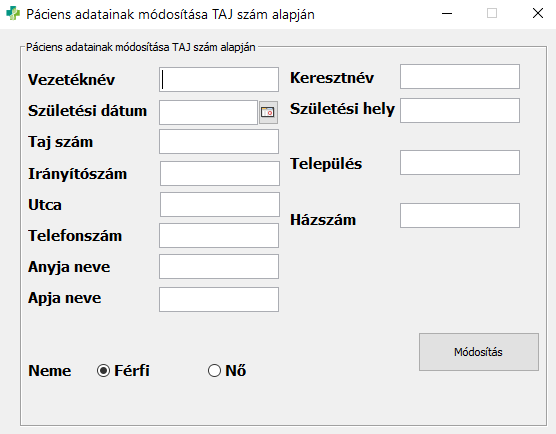 Páciens adatainak módosítása TAJ szám alapján
Páciens adatainak módosítása TAJ szám alapján
Vezetéknév
Keresztnév
Születési dátum
Születési hely
Taj szám
Irányítószám
Település
Utca
Házszám
Telefonszám
Anyja neve
Apja neve
Módosítás
Neme
Férfi
Nő